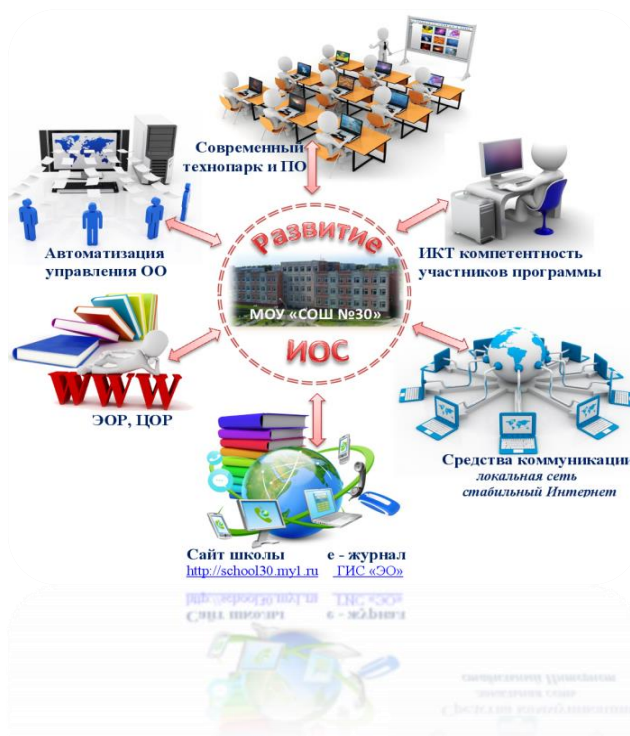 Современный
технопарк и ПО
Автоматизация
управления ОО
Развитие
МОУ «СОШ №30»
ИОС
ИКТ компетентность
участников программы
WWW
ЭОР, ЦОР
Средства коммуникации
локальная сеть
стабильный Интернет
Сайт школы е - журнал
http://school30.my1.ru ГИС «ЭО»